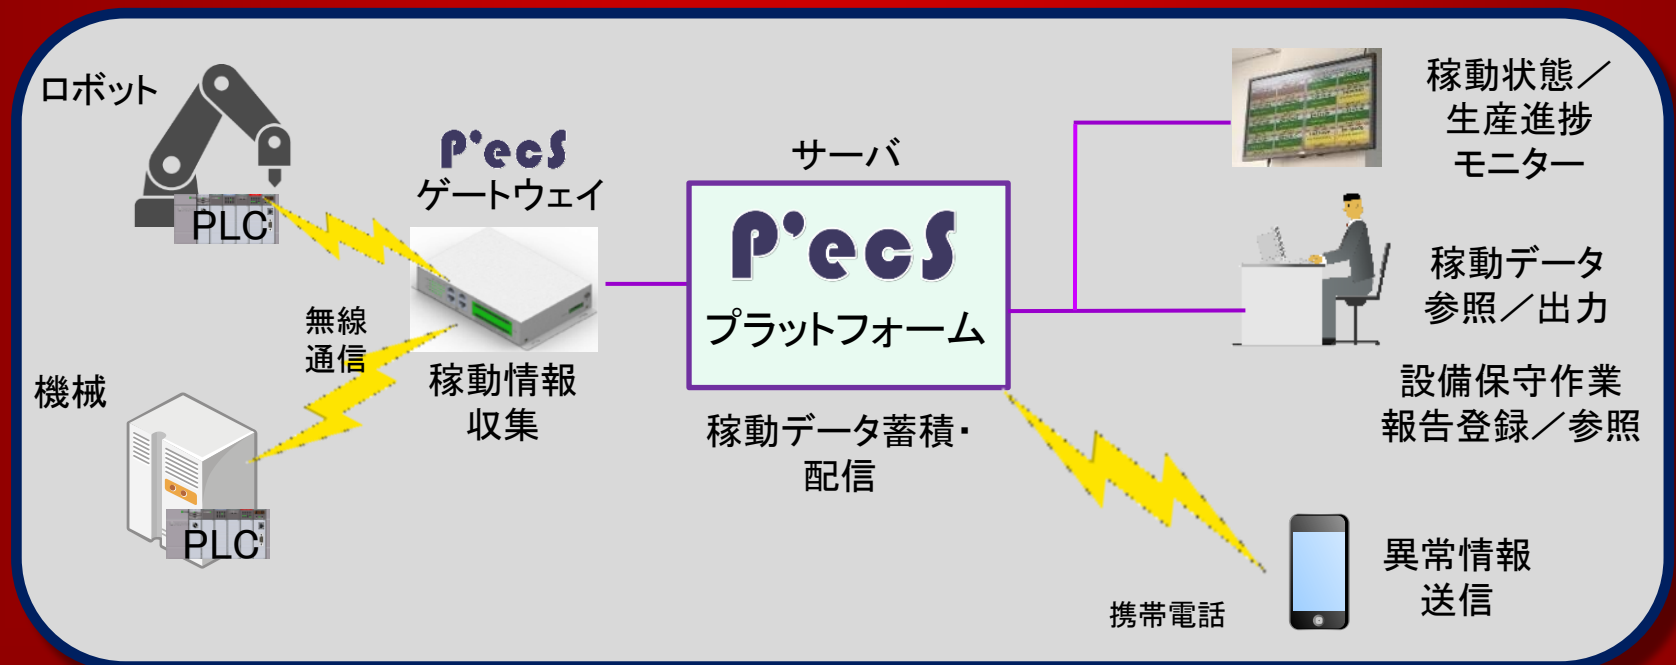 ロボット
PLC
機械
PLC
無線
通信
P'ecS
ゲートウェイ
稼動情報
収集
サーバ
P'ecS
プラットフォーム
稼動データ蓄積・
配信
稼動状態／
生産進捗
モニター
稼動データ
参照／出力
設備保守作業
報告登録／参照
携帯電話
異常情報
送信